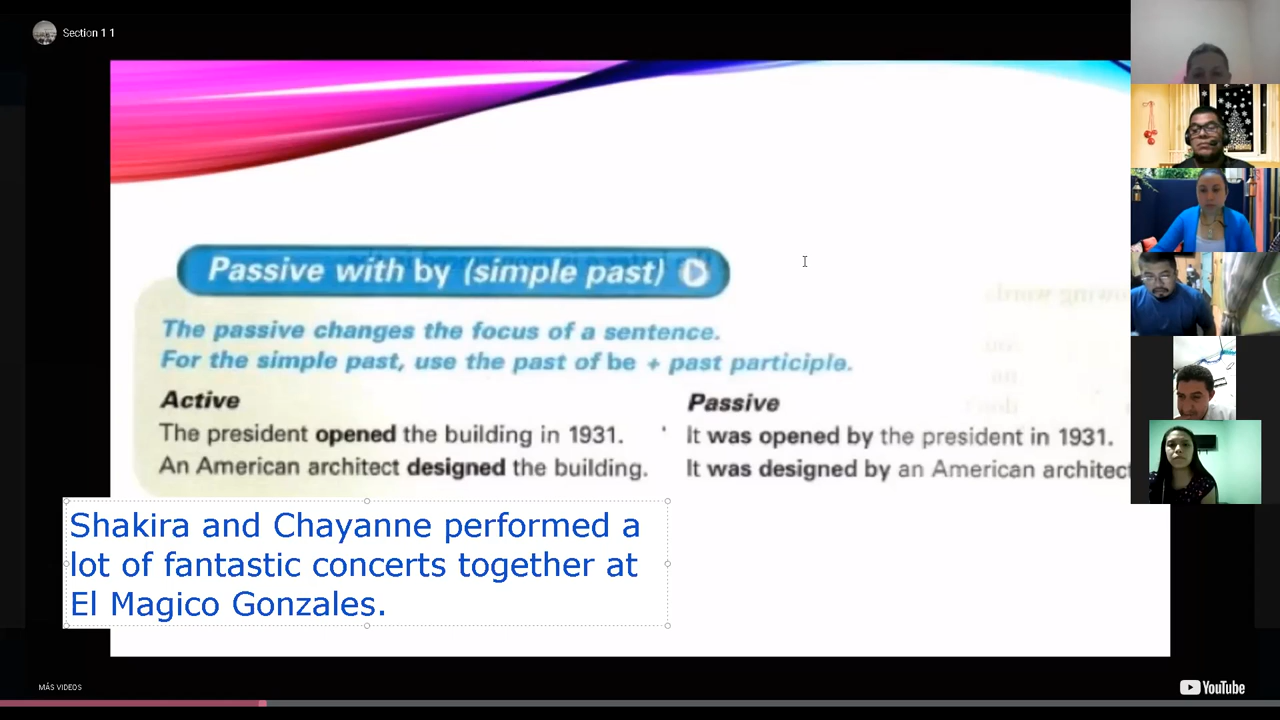 Section 1 1
Passive with by (simple past)
The passive changes the focus of a sentence.
For the simple past, use the past of be + past participle.
Active
The president opened the building in 1931.
An American architect designed the building.
Passive
It was opened by the president in 1931.
It was designed by an American architect
Shakira and Chayanne performed a
lot of fantastic concerts together at
El Magico Gonzales.
MÁS VIDEOS
YouTube